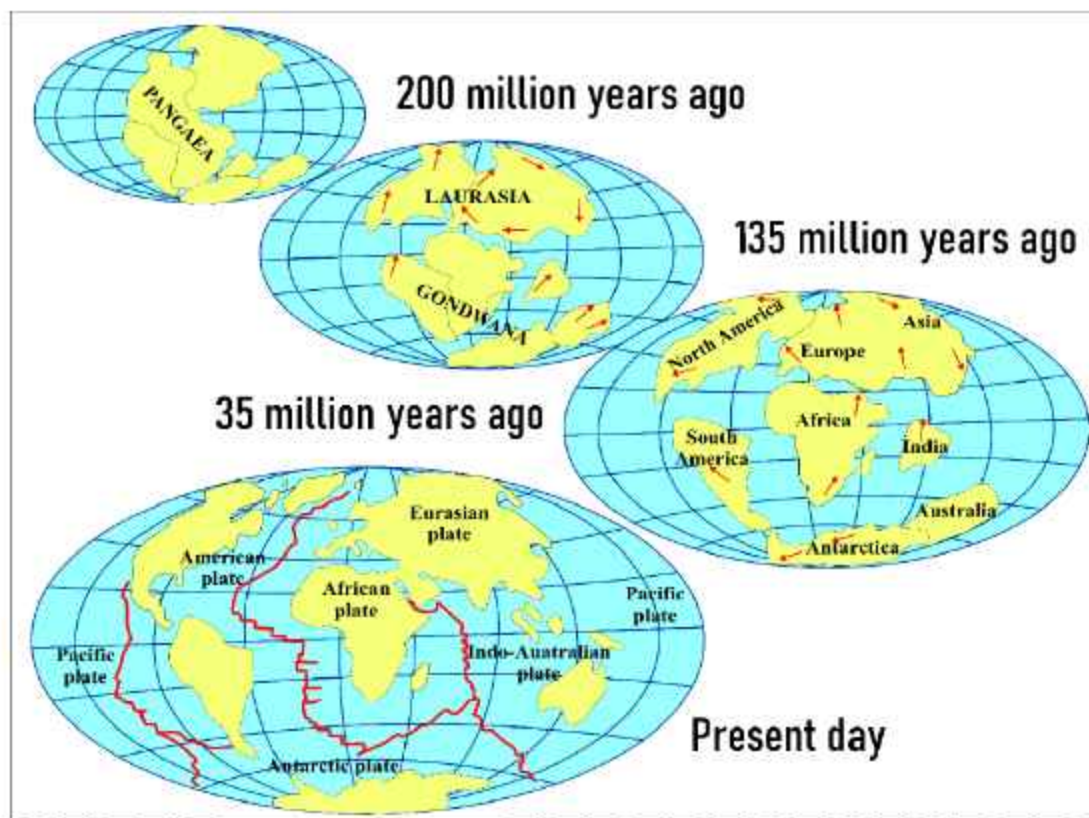 200 million years ago
PANGAEA
LAURASIA
GONDWANA
135 million years ago
North America
Asia
Europe
Africa
South
America
India
Australia
Antarctica
35 million years ago
Eurasian
plate
American
plate
African
plate
Pacific
plate
Pacific
plate
Indo-Auatralian
plate
Antarctic plate
Present day